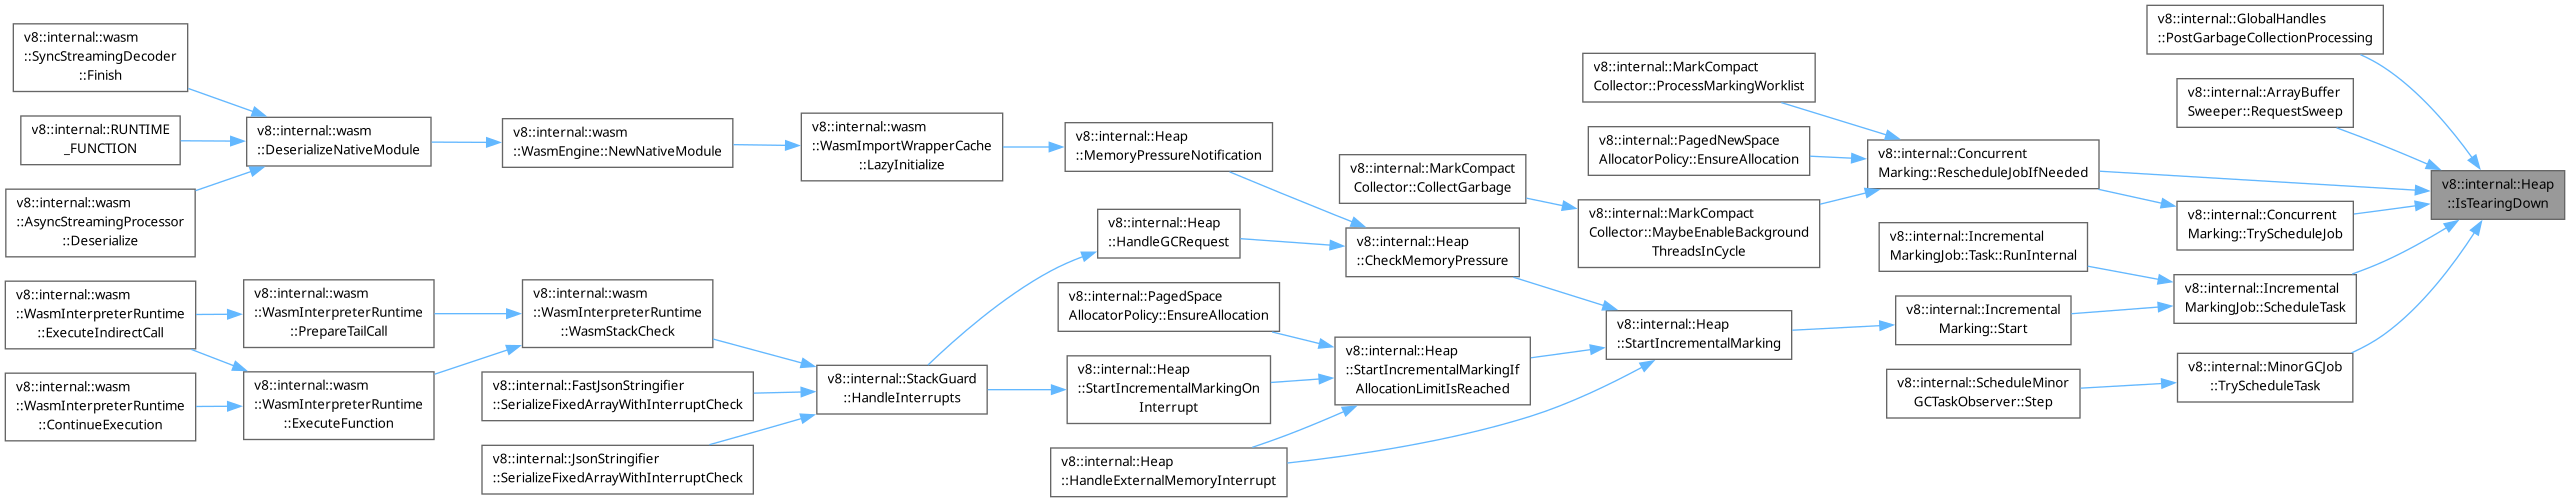 v8::internal::wasm
::SyncStreamingDecoder
::Finish
v8::internal::RUNTIME
_FUNCTION
v8::internal::wasm
::AsyncStreamingProcessor
::Deserialize
v8::internal::wasm
::WasmInterpreterRuntime
::ExecuteIndirectCall
v8::internal::wasm
::WasmInterpreterRuntime
::ContinueExecution
v8::internal::wasm
::DeserializeNativeModule
v8::internal::wasm
::WasmInterpreterRuntime
::PrepareTailCall
v8::internal::wasm
::WasmInterpreterRuntime
::ExecuteFunction
v8::internal::wasm
::WasmEngine::NewNativeModule
v8::internal::wasm
::WasmInterpreterRuntime
::WasmStackCheck
v8::internal::FastJsonStringifier
::SerializeFixedArrayWithInterruptCheck
v8::internal::JsonStringifier
::SerializeFixedArrayWithInterruptCheck
v8::internal::wasm
::WasmImportWrapperCache
::LazyInitialize
v8::internal::StackGuard
::HandleInterrupts
v8::internal::Heap
::MemoryPressureNotification
v8::internal::Heap
::HandleGCRequest
v8::internal::PagedSpace
AllocatorPolicy::EnsureAllocation
v8::internal::Heap
::StartIncrementalMarkingOn
Interrupt
v8::internal::Heap
::HandleExternalMemoryInterrupt
v8::internal::MarkCompact
Collector::CollectGarbage
v8::internal::Heap
::CheckMemoryPressure
v8::internal::Heap
::StartIncrementalMarkingIf
AllocationLimitIsReached
v8::internal::MarkCompact
Collector::ProcessMarkingWorklist
v8::internal::PagedNewSpace
AllocatorPolicy::EnsureAllocation
v8::internal::MarkCompact
Collector::MaybeEnableBackground
ThreadsInCycle
v8::internal::Heap
::StartIncrementalMarking
v8::internal::Concurrent
Marking::RescheduleJobIfNeeded
v8::internal::Incremental
MarkingJob::Task::RunInternal
v8::internal::Incremental
Marking::Start
v8::internal::ScheduleMinor
GCTaskObserver::Step
v8::internal::GlobalHandles
::PostGarbageCollectionProcessing
v8::internal::ArrayBuffer
Sweeper::RequestSweep
v8::internal::Concurrent
Marking::TryScheduleJob
v8::internal::Incremental
MarkingJob::ScheduleTask
v8::internal::MinorGCJob
::TryScheduleTask
v8::internal::Heap
::IsTearingDown